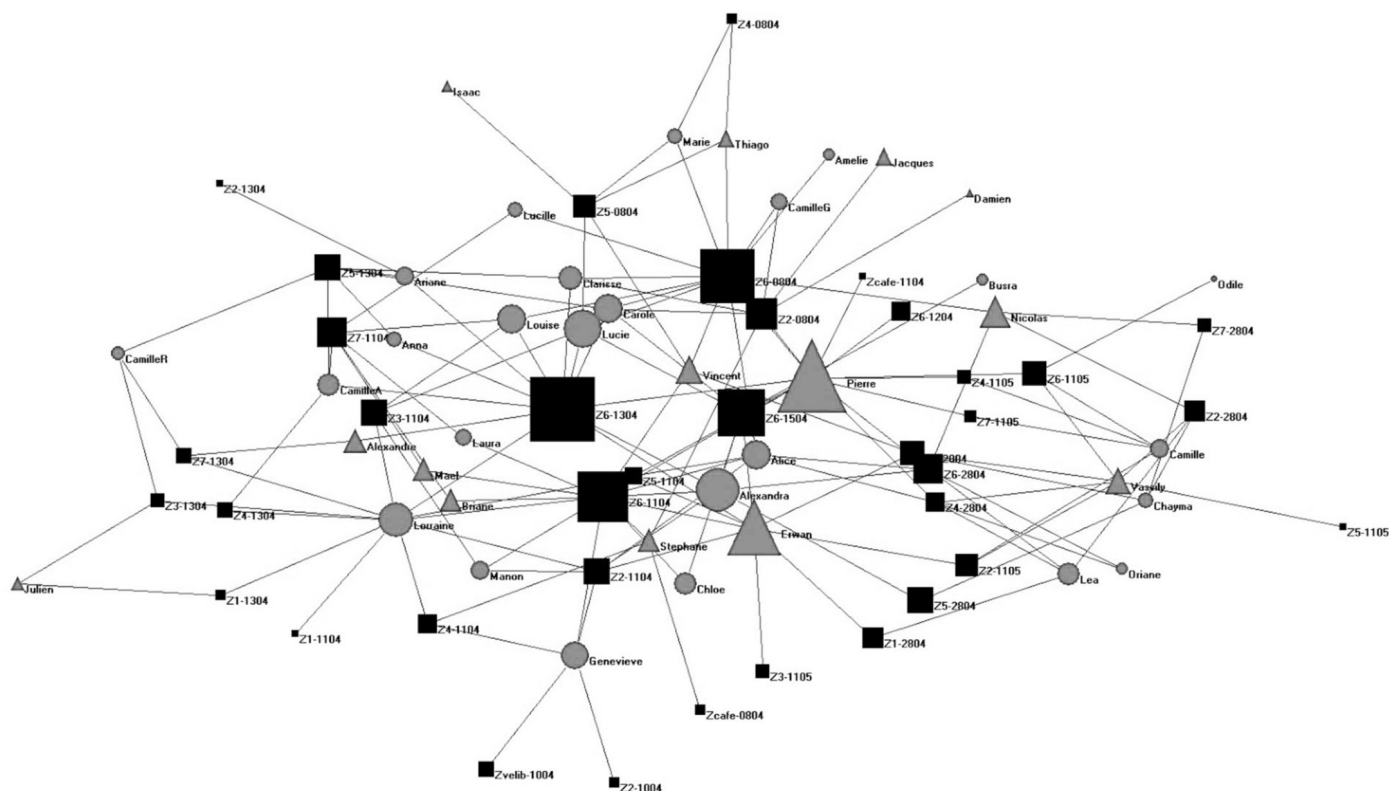 Z4-0804
Isaac
Marie
Thiago
Amelie
Jacques
Z2-1304
Damien
CamilleG
Lucille
Z5-0804
Z5-1304
Ariane
Clarisse
Z6-0804
Zcafe-1104
Busra
Odile
Louise
Carole
Z2-0804
Z6-1204
Nicolas
Z7-1104
Anna
Lucie
Z7-2804
CamilleR
Vincent
Pierre
Z4-1105
Z6-1105
CamilleA
Z3-1104
Z6-1304
Z6-1504
Z7-1105
Z2-2804
Alexandre
Laura
Camille
Z7-1304
Mael
Z5-1104
Alice
Z6-2804
Vassily
Z3-1304
Z4-1304
Briane
Z6-1104
Alexandra
Z4-2804
Chayma
Lorraine
Stephane
Erwan
Z5-1105
Julien
Z1-1304
Manon
Z2-1104
Chloe
Z2-1105
Lea
Oriane
Z5-2804
Z1-1104
Z4-1104
Z1-2804
Genevieve
Z3-1105
Zcafe-0804
Zvelib-1004
Z2-1004